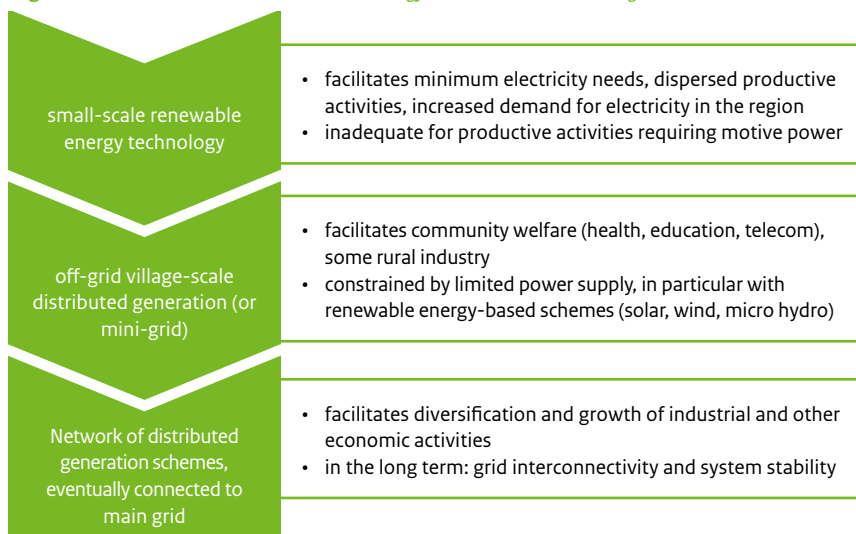 small-scale renewable
energy technology
• facilitates minimum electricity needs, dispersed productive
activities, increased demand for electricity in the region
• inadequate for productive activities requiring motive power
off-grid village-scale
distributed generation (or
mini-grid)
• facilitates community welfare (health, education, telecom),
some rural industry
• constrained by limited power supply, in particular with
renewable energy-based schemes (solar, wind, micro hydro)
Network of distributed
generation schemes,
eventually connected to
main grid
• facilitates diversification and growth of industrial and other
economic activities
• in the long term: grid interconnectivity and system stability